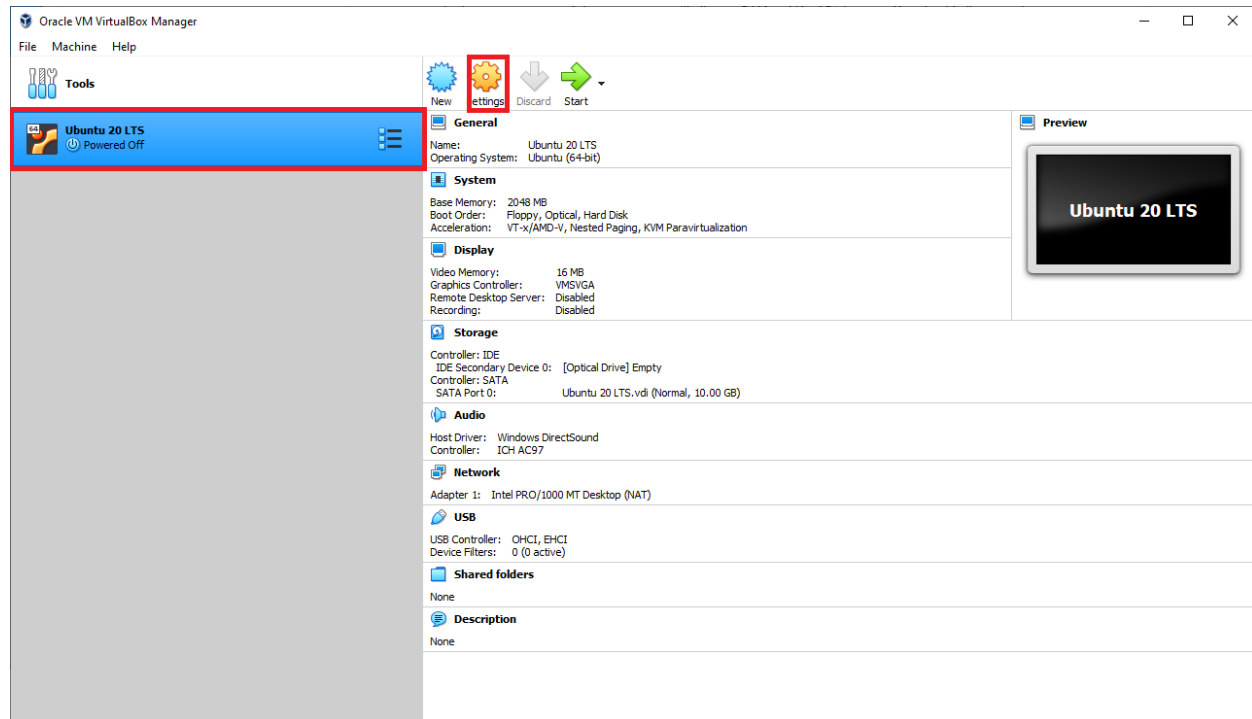 Oracle VM VirtualBox Manager
File Machine Help
Tools
New ettings Discard Start
64 Ubuntu 20 LTS
Powered Off
General
Name: Ubuntu 20 LTS
Operating System: Ubuntu (64-bit)
System
Base Memory: 2048 MB
Boot Order: Floppy, Optical, Hard Disk
Acceleration: VT-x/AMD-V, Nested Paging, KVM Paravirtualization
Display
Video Memory: 16 MB
Graphics Controller: VMSVGA
Remote Desktop Server: Disabled
Recording: Disabled
Storage
Controller: IDE
IDE Secondary Device 0: [Optical Drive] Empty
Controller: SATA
SATA Port 0: Ubuntu 20 LTS.vdi (Normal, 10.00 GB)
Audio
Host Driver: Windows DirectSound
Controller: ICH AC97
Network
Adapter 1: Intel PRO/1000 MT Desktop (NAT)
USB
USB Controller: OHCI, EHCI
Device Filters: 0 (0 active)
Shared folders
None
Description
None
Preview
Ubuntu 20 LTS